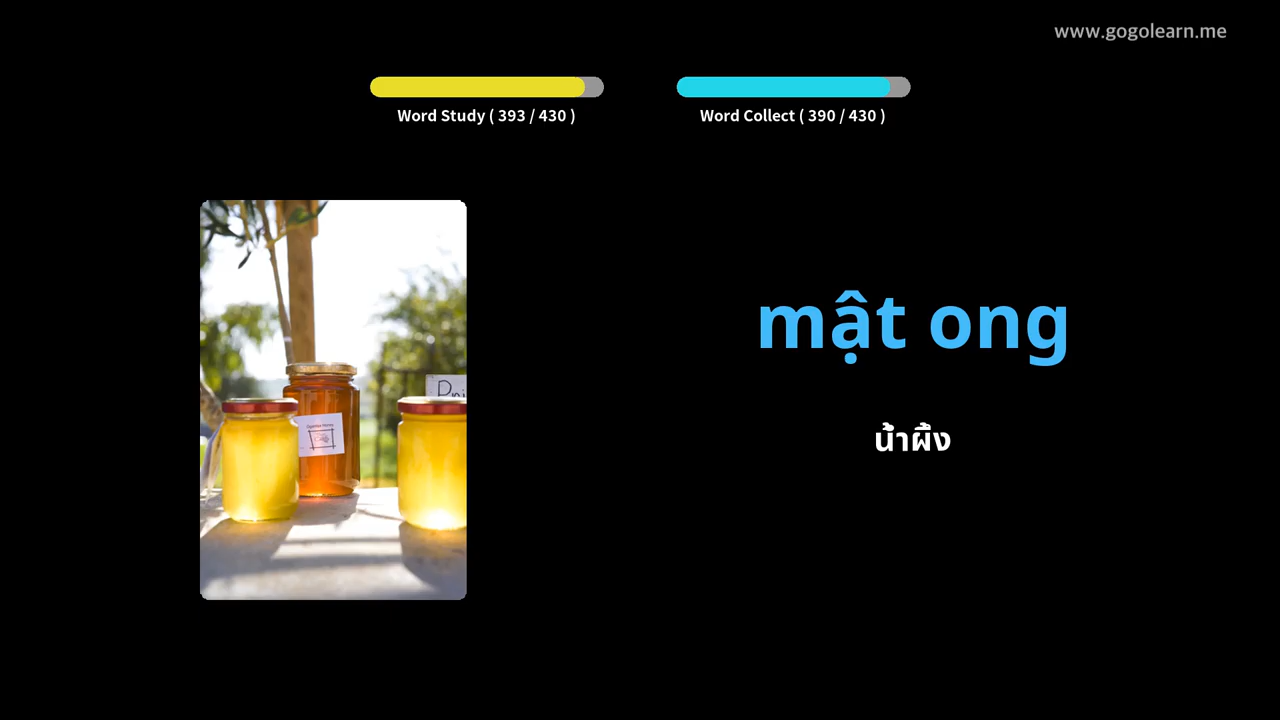 www.gogolearn.me
Word Study ( 393 / 430 )
Word Collect ( 390 / 430 )
mật ong
น้ำผึ้ง